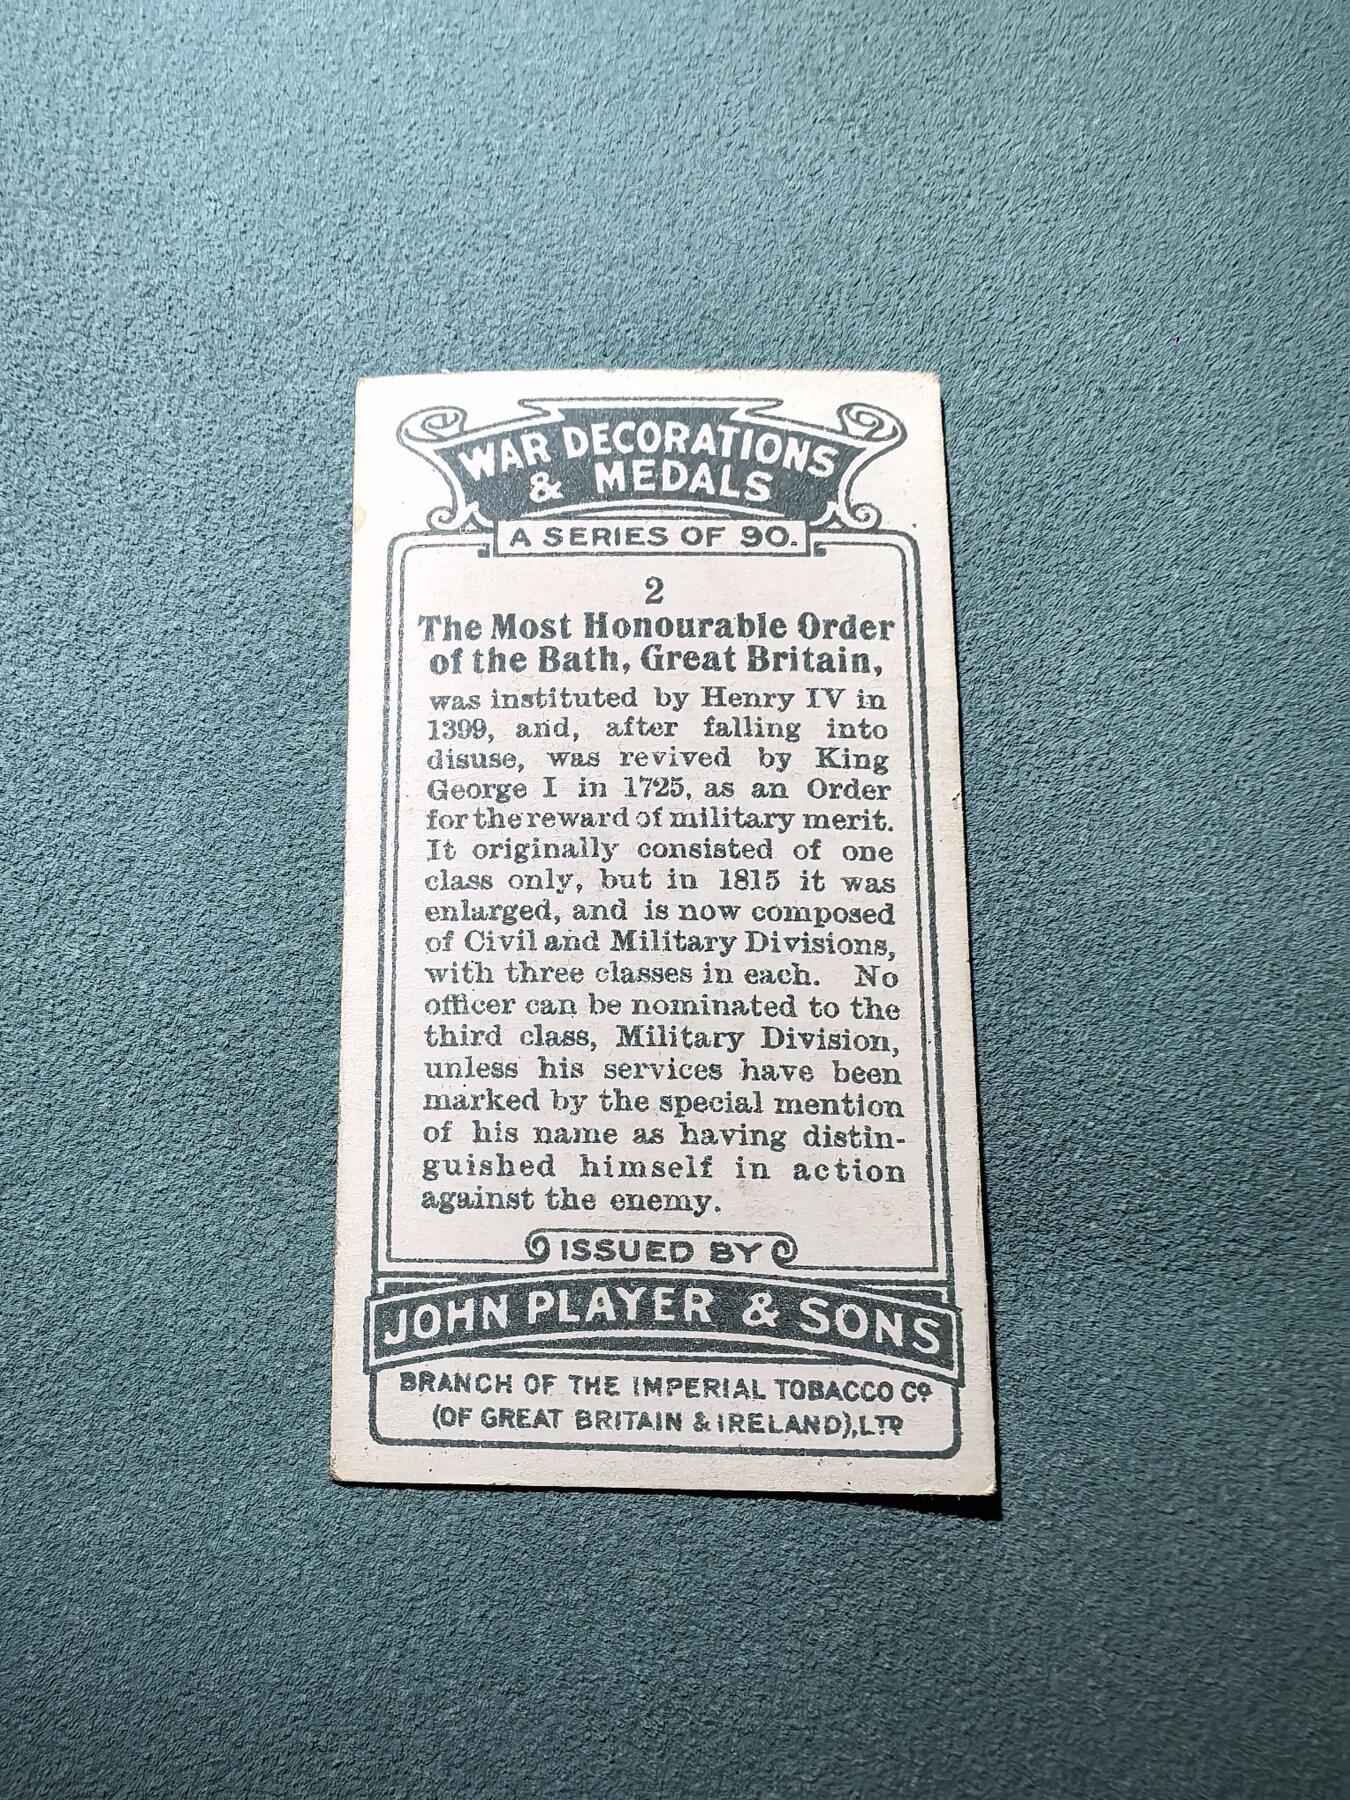 WAR DECORATIONS
& MEDALS
A SERIES OF 90.
2
The Most Honourable Order
of the Bath, Great Britain,
was instituted by Henry IV in
1399, and, after falling into
disuse, was revived by King
George I in 1725, as an Order
for the reward of military merit.
It originally consisted of one
class only, but in 1815 it was
enlarged, and is now composed
of Civil and Military Divisions,
with three classes in each. No
officer can be nominated to the
third class, Military Division,
unless his services have been
marked by the special mention
of his name as having distin-
guished himself in action
against the enemy.
ISSUED BY
JOHN PLAYER & SONS
BRANCH OF THE IMPERIAL TOBACCO CO
(OF GREAT BRITAIN & IRELAND), LTD